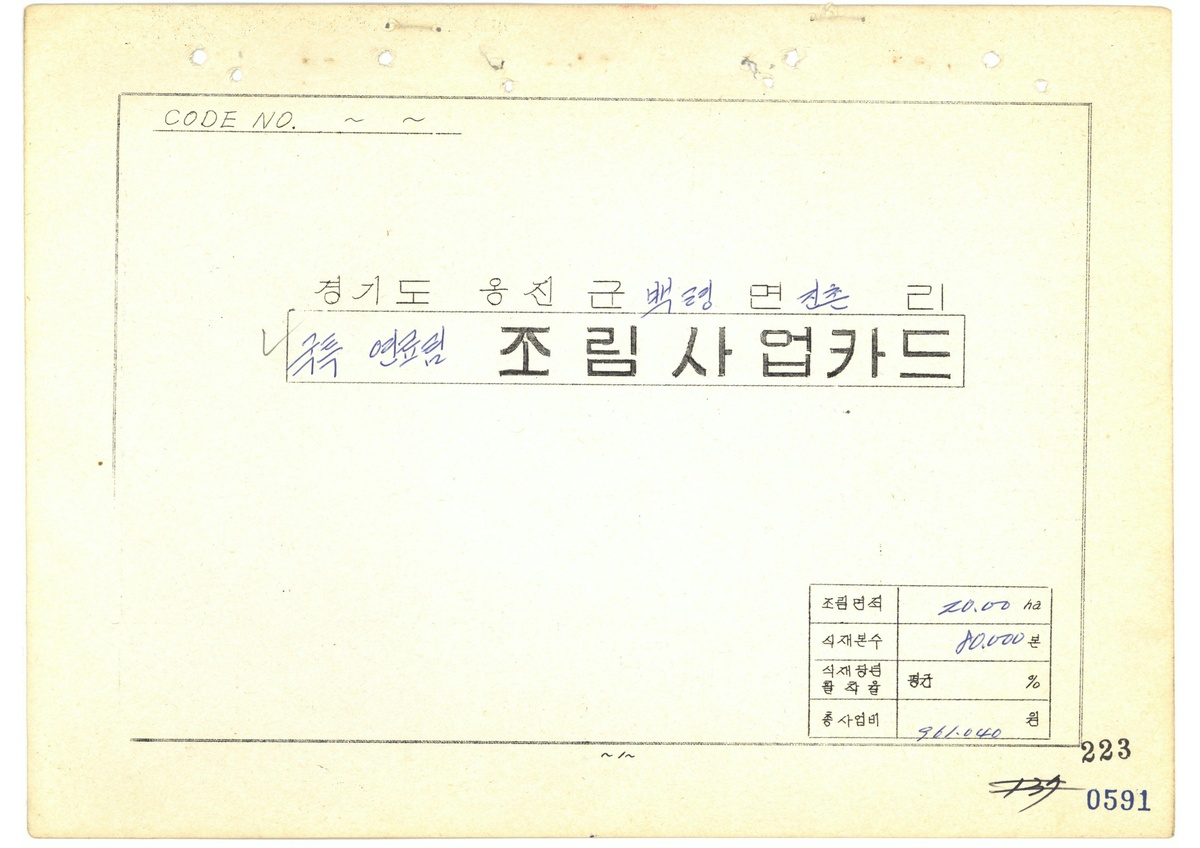 CODE NO. ~ ~
경기도 옹진군 백령면 진촌리
국특 연료림 조림사업카드
조림면적 20.00 ha
식재본수 80.000 본
식재당년 활착율 평균 %
총사업비 961.040 원
~1~
223
0591